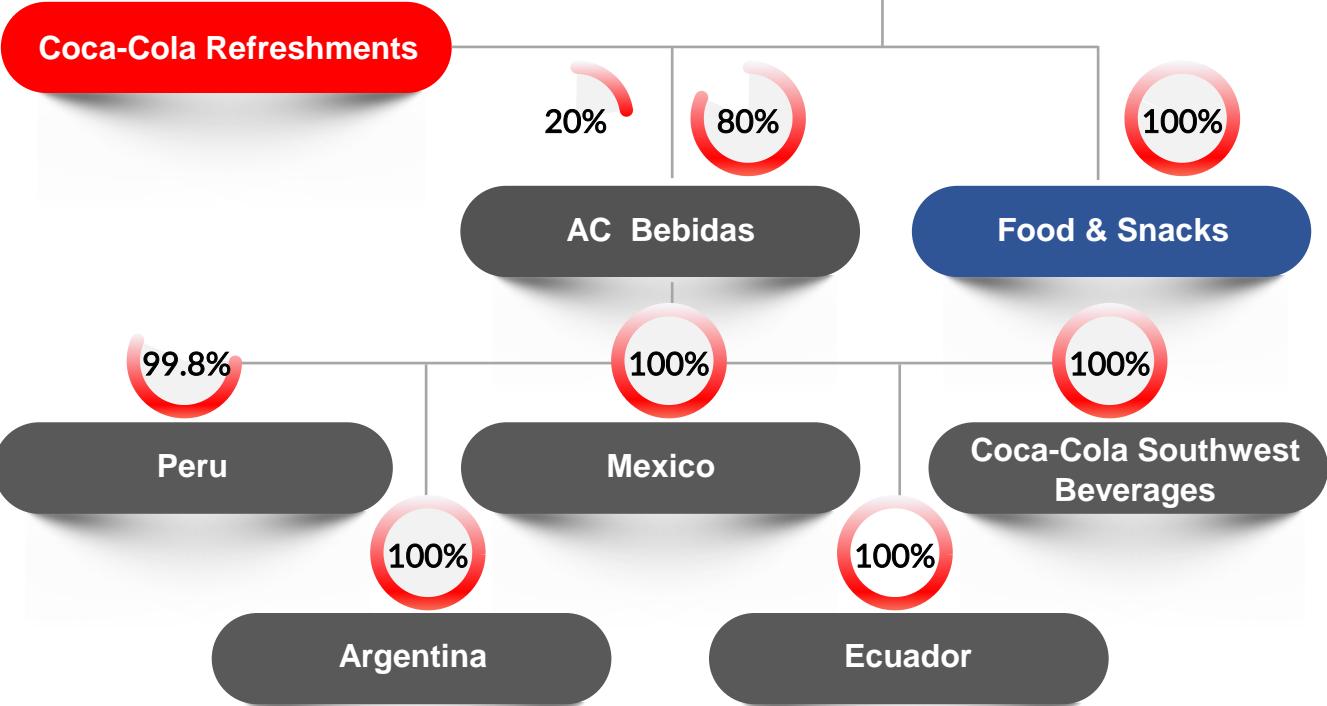 Coca-Cola Refreshments
20%
80%
100%
AC  Bebidas
Food & Snacks
99.8%
100%
100%
Peru
Mexico
Coca-Cola Southwest
Beverages
100%
100%
Argentina
Ecuador